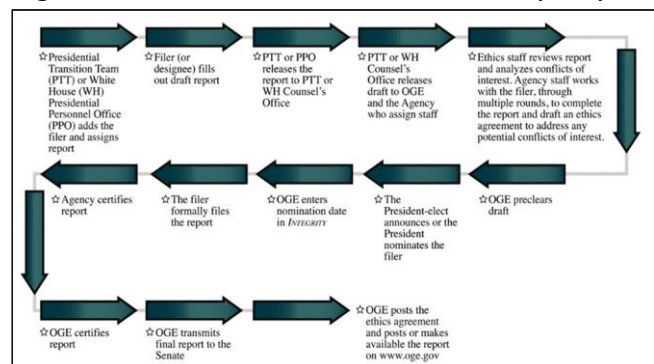 ☆Presidential
Transition Team
(PTT) or White
House (WH)
Presidential
Personnel Office
(PPO) adds the
filer and assigns
report
☆Filer (or
designee) fills
out draft report
☆PTT or PPO
releases the
report to PTT or
WH Counsel's
Office
☆PTT or WH
Counsel's
Office releases
draft to OGE
and the Agency
who assign staff
☆Ethics staff reviews report
and analyzes conflicts of
interest. Agency staff works
with the filer, through
multiple rounds, to complete
the report and draft an ethics
agreement to address any
potential conflicts of interest.
☆OGE preclears
draft
☆The
President-elect
announces or the
President
nominates the
filer
☆OGE enters
nomination date
in INTEGRITY
☆The filer
formally files
the report
☆Agency certifies
report
☆OGE certifies
report
☆OGE transmits
final report to the
Senate
☆OGE posts the
ethics agreement
and posts or makes
available the report
on www.oge.gov